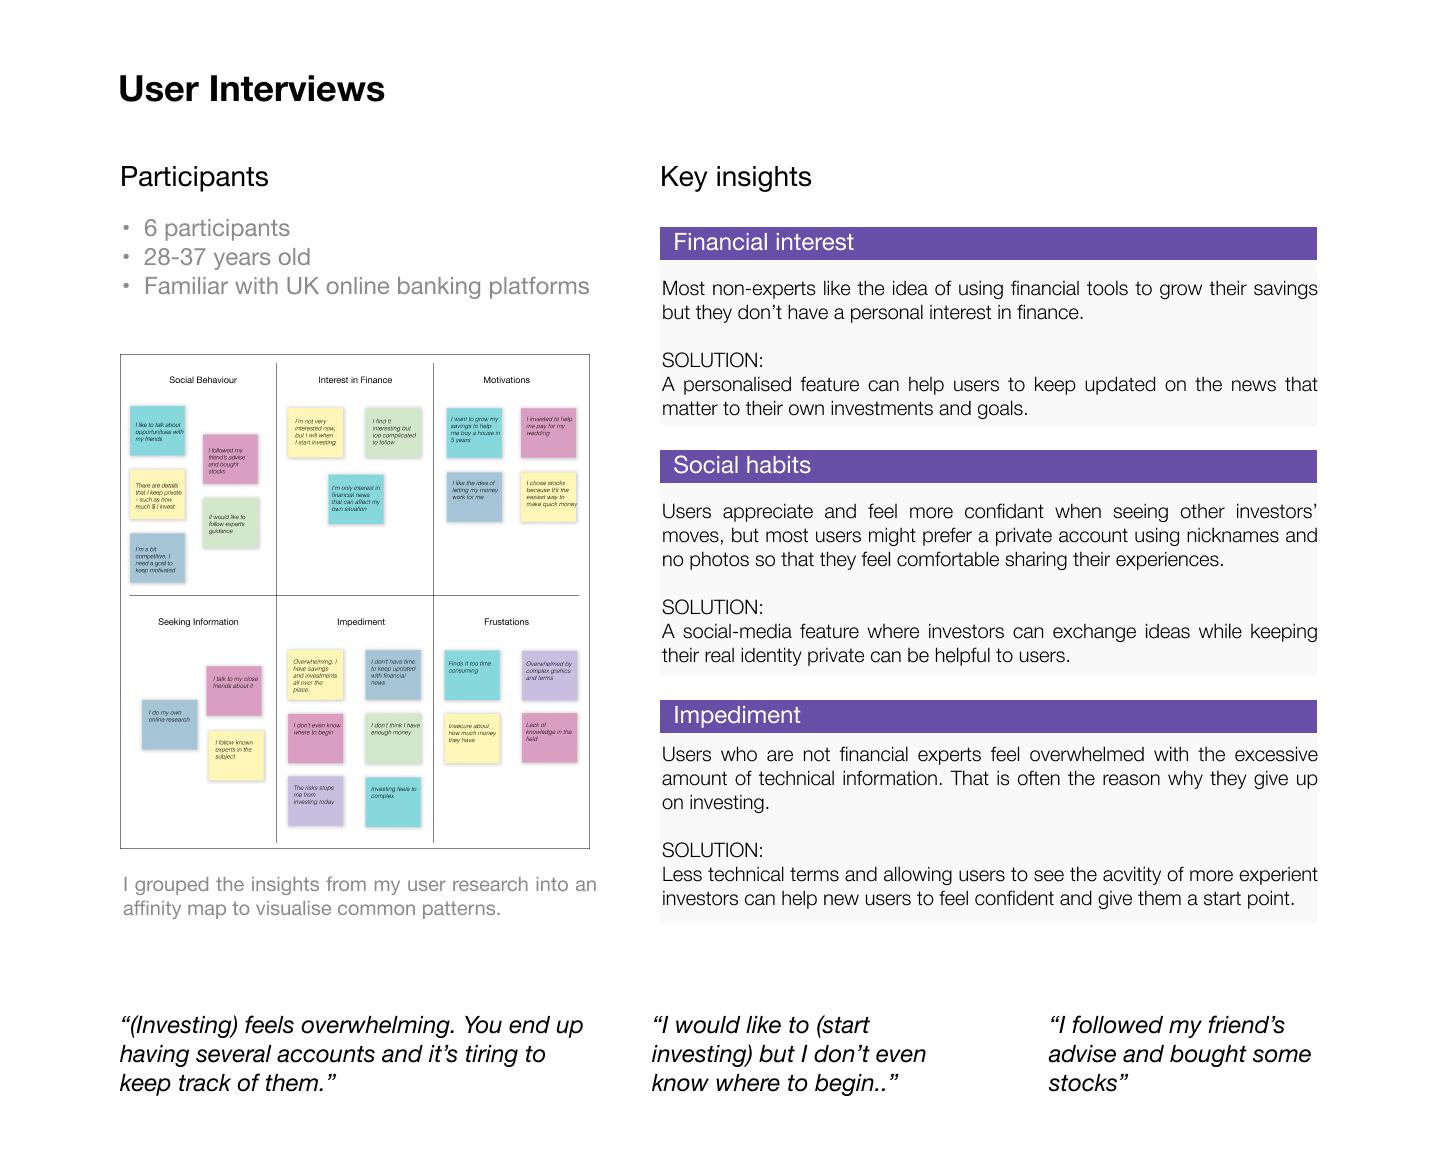 User Interviews
Participants
• 6 participants
• 28-37 years old
• Familiar with UK online banking platforms
Social Behaviour
I like to talk about
opportunitues with
my friends
I followed my
friend's advise
and bought
stocks
There are details
that I keep private
- such as how
much $ I invest
It would like to
follow experts
guidance
I'm a bit
competitive, I
need a goal to
keep motivated
Interest in Finance
I'm not very
interested now,
but I will when
I start investing
I find it
interesting but
too complicated
to follow
I'm only interest in
financial news
that can affect my
own situation
Motivations
I want to grow my
savings to help
me buy a house in
5 years
I invested to help
me pay for my
wedding
I like the idea of
letting my money
work for me
I chose stocks
because it's the
easiest way to
make quick money
Seeking Information
I talk to my close
friends about it
I do my own
online research
I follow known
experts in the
subject
Impediment
Overwhelming, I
have savings
and investments
all over the
place.
I don't have time
to keep updated
with financial
news
I don't even know
where to begin
I don't think I have
enough money
The risks stops
me from
investing today
Investing feels to
complex
Frustations
Finds it too time
consuming
Overwhelmed by
complex grahics
and terms
Insecure about
how much money
they have
Lack of
knowledge in the
field
I grouped the insights from my user research into an
affinity map to visualise common patterns.
Key insights
Financial interest
Most non-experts like the idea of using financial tools to grow their savings
but they don't have a personal interest in finance.
SOLUTION:
A personalised feature can help users to keep updated on the news that
matter to their own investments and goals.
Social habits
Users appreciate and feel more confidant when seeing other investors'
moves, but most users might prefer a private account using nicknames and
no photos so that they feel comfortable sharing their experiences.
SOLUTION:
A social-media feature where investors can exchange ideas while keeping
their real identity private can be helpful to users.
Impediment
Users who are not financial experts feel overwhelmed with the excessive
amount of technical information. That is often the reason why they give up
on investing.
SOLUTION:
Less technical terms and allowing users to see the acvitity of more experient
investors can help new users to feel confident and give them a start point.
“(Investing) feels overwhelming. You end up
having several accounts and it’s tiring to
keep track of them.”
“I would like to (start
investing) but I don’t even
know where to begin..”
“I followed my friend’s
advise and bought some
stocks”